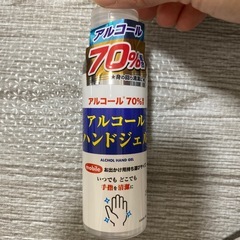 アルコール
70%
アルコール70%
アルコール
ハンドジェル
ALCOHOL HAND GEL
mobile
いつでも どこでも
手指を清潔に